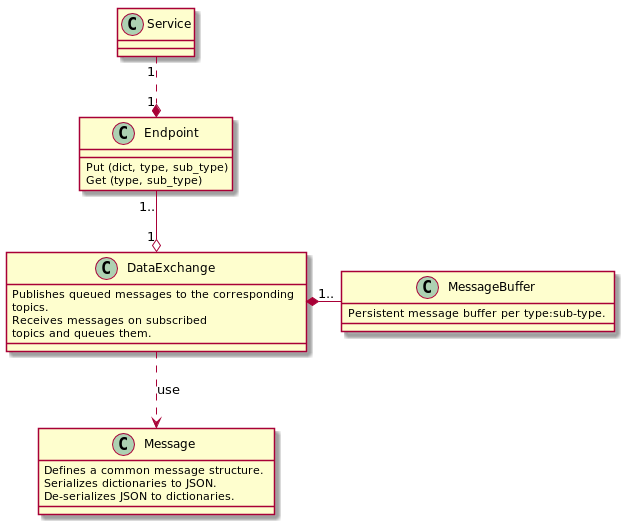 C Service
1
1
C Endpoint
Put (dict, type, sub_type)
Get (type, sub_type)
1..
1
C DataExchange
Publishes queued messages to the corresponding
topics.
Receives messages on subscribed
topics and queues them.
1..
C MessageBuffer
Persistent message buffer per type:sub-type.
use
C Message
Defines a common message structure.
Serializes dictionaries to JSON.
De-serializes JSON to dictionaries.